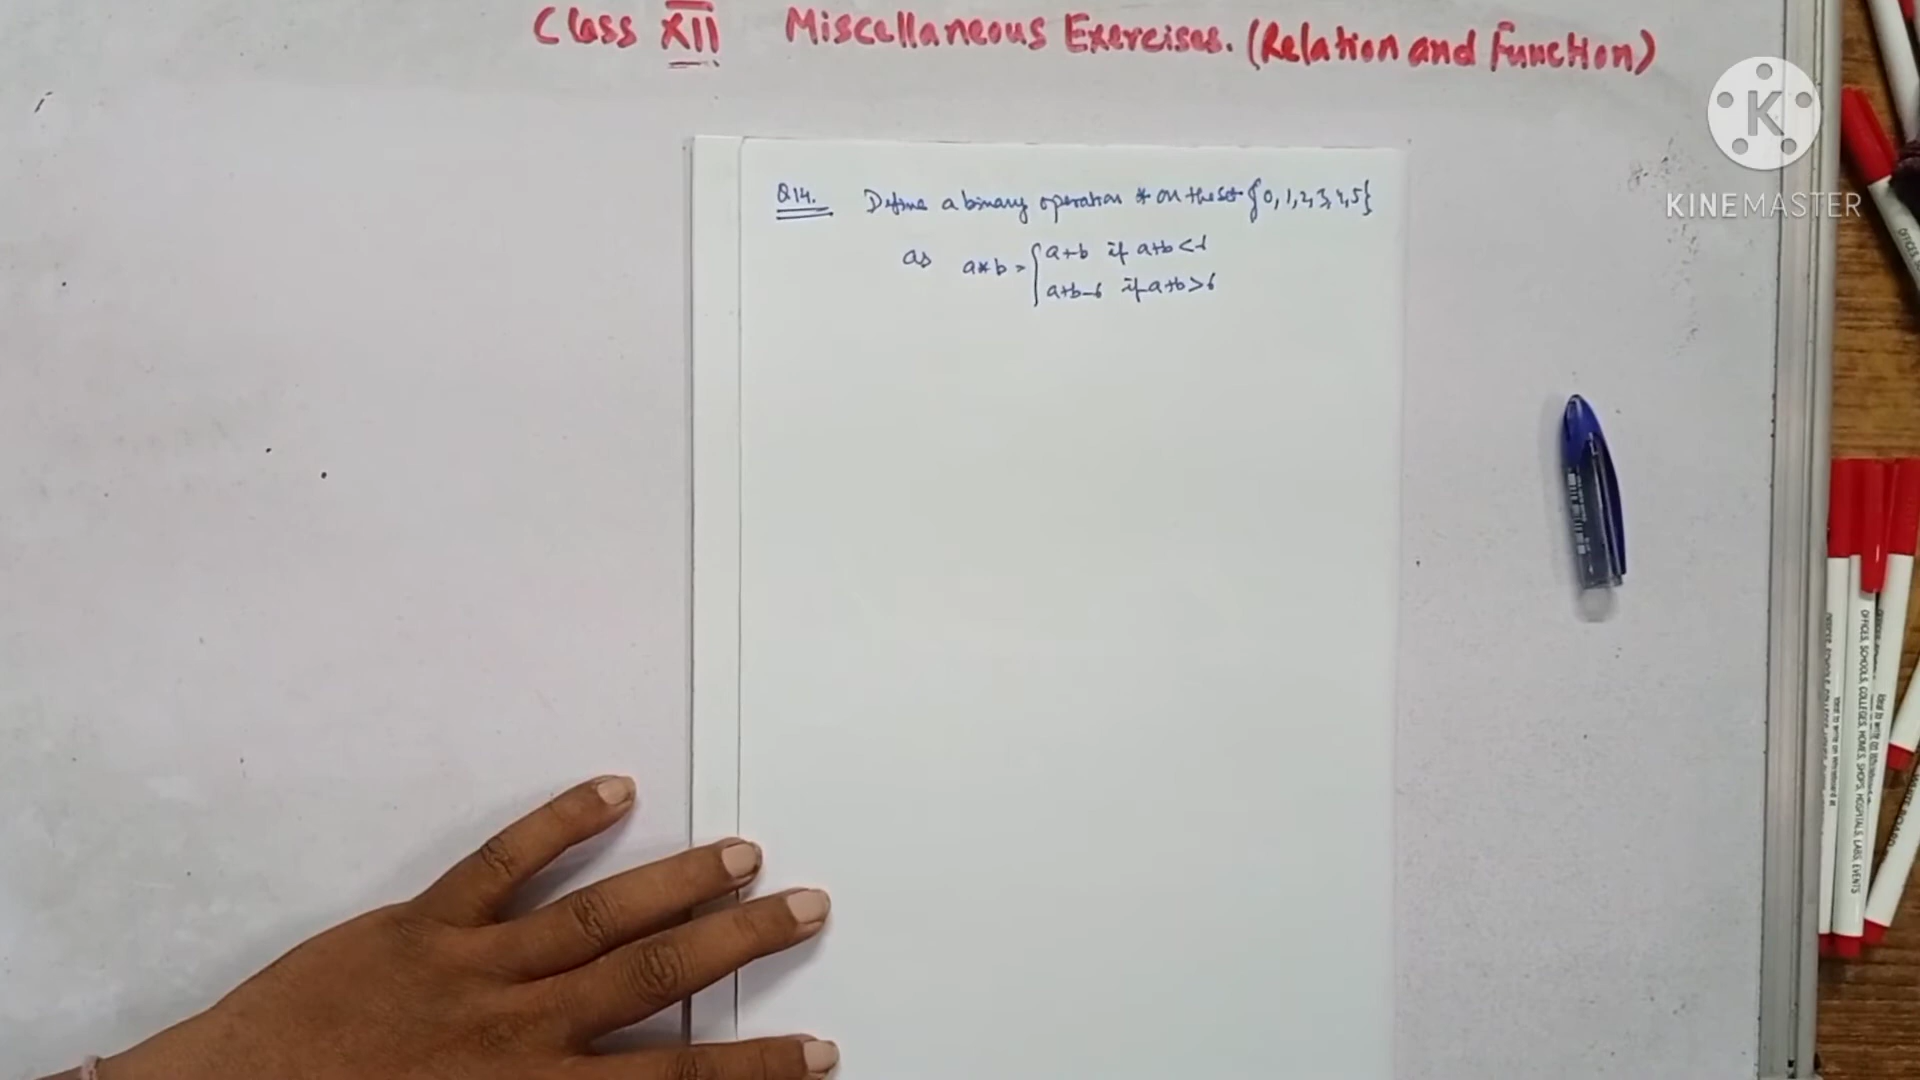 Class XII Miscellaneous Exercises. (Relation and Function)
K
KINEMASTER
Q14. Define a binary operation * on the set {0, 1, 2, 3, 4, 5}
as a*b = { a+b if a+b < 6
a+b-6 if a+b > 6